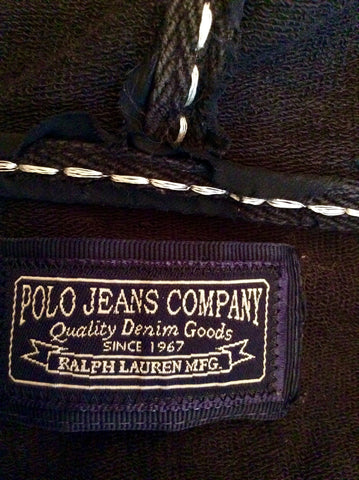 POLO JEANS COMPANY
Quality Denim Goods
SINCE 1967
RALPH LAUREN MFG.